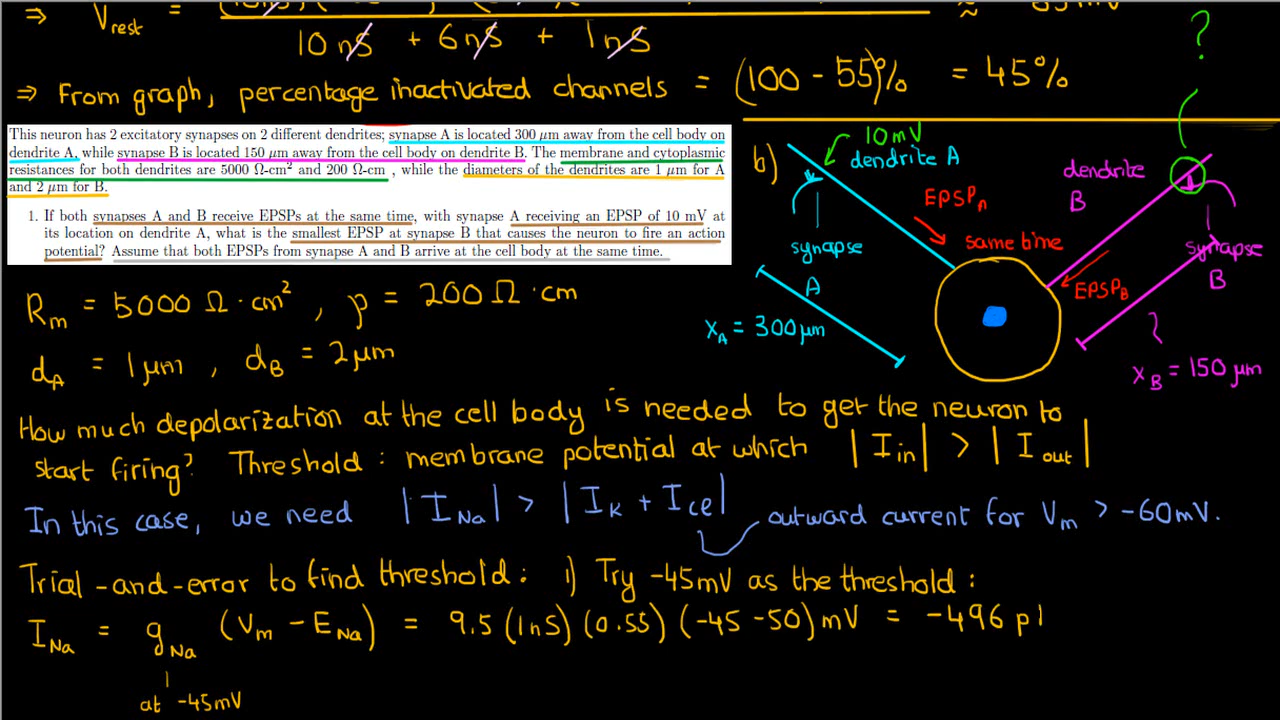 ⇒ Vrest =
10 nS + 6 nS + 1 nS
⇒ From graph, percentage inactivated channels = (100 - 55)% = 45%
?
This neuron has 2 excitatory synapses on 2 different dendrites; synapse A is located 300 μm away from the cell body on
dendrite A, while synapse B is located 150 μm away from the cell body on dendrite B. The membrane and cytoplasmic
resistances for both dendrites are 5000 Ω-cm² and 200 Ω-cm , while the diameters of the dendrites are 1 μm for A
and 2 μm for B.
1. If both synapses A and B receive EPSPs at the same time, with synapse A receiving an EPSP of 10 mV at
its location on dendrite A, what is the smallest EPSP at synapse B that causes the neuron to fire an action
potential? Assume that both EPSPs from synapse A and B arrive at the cell body at the same time.
b)
10mV
dendrite A
dendrite
B
EPSP_A
same time
EPSP_B
synapse
A
synapse
B
x_A = 300μm
x_B = 150 μm
R_m = 5000 Ω·cm² , ρ = 200 Ω·cm
d_A = 1 μm , d_B = 2 μm
How much depolarization at the cell body is needed to get the neuron to
start firing? Threshold : membrane potential at which |I_in| > |I_out|
In this case, we need |I_Na| > |I_K + I_Cl|
outward current for V_m > -60mV.
Trial-and-error to find threshold : i) Try -45mV as the threshold :
I_Na = g_Na (V_m - E_Na) = 9.5 (1nS) (0.55) (-45 -50) mV = -496 p
at -45mV